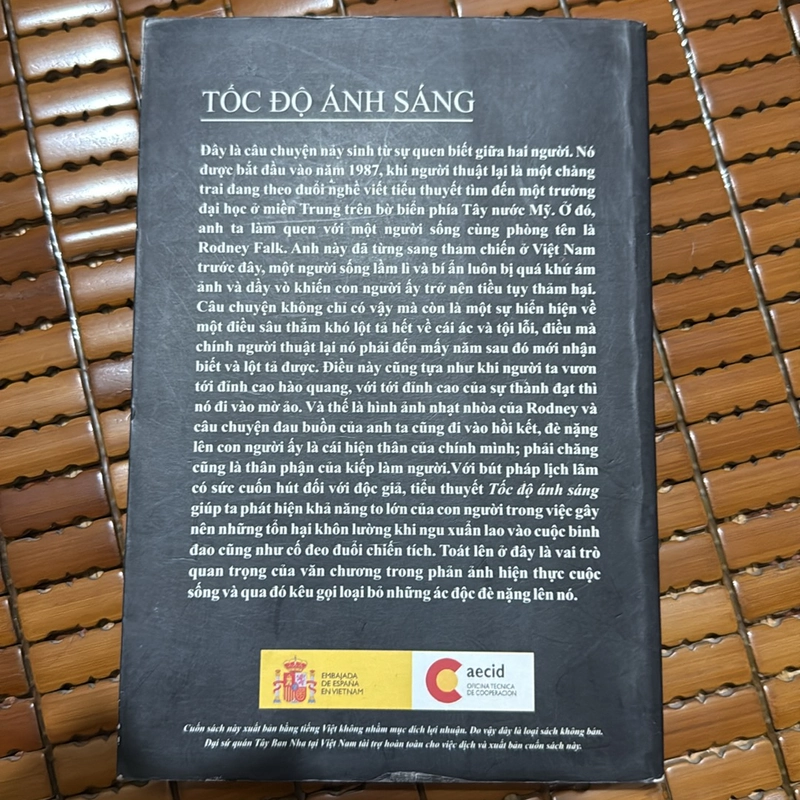 TỐC ĐỘ ÁNH SÁNG
Đây là câu chuyện nảy sinh từ sự quen biết giữa hai người. Nó
được bắt đầu vào năm 1987, khi người thuật lại là một chàng
trai đang theo đuổi nghề viết tiểu thuyết tìm đến một trường
đại học ở miền Trung trên bờ biển phía Tây nước Mỹ. Ở đó,
anh ta làm quen với một người sống cùng phòng tên là
Rodney Falk. Anh này đã từng sang tham chiến ở Việt Nam
trước đây, một người sống lầm lì và bí ẩn luôn bị quá khứ ám
ảnh và dầy vò khiến con người ấy trở nên tiều tụy thảm hại.
Câu chuyện không chỉ có vậy mà còn là một sự hiển hiện về
một điều sâu thẳm khó lột tả hết về cái ác và tội lỗi, điều mà
chính người thuật lại nó phải đến mấy năm sau đó mới nhận
biết và lột tả được. Điều này cũng tựa như khi người ta vươn
tới đỉnh cao hào quang, với tới đỉnh cao của sự thành đạt thì
nó đi vào mờ ảo. Và thế là hình ảnh nhạt nhòa của Rodney và
câu chuyện đau buồn của anh ta cũng đi vào hồi kết, đè nặng
lên con người ấy là cái hiện thân của chính mình; phải chăng
cũng là thân phận của kiếp làm người.Với bút pháp lịch lãm
có sức cuốn hút đối với độc giả, tiểu thuyết Tốc độ ánh sáng
giúp ta phát hiện khả năng to lớn của con người trong việc gây
nên những tổn hại khôn lường khi ngu xuẩn lao vào cuộc binh
đao cũng như cố đeo đuổi chiến tích. Toát lên ở đây là vai trò
quan trọng của văn chương trong phản ảnh hiện thực cuộc
sống và qua đó kêu gọi loại bỏ những ác độc đè nặng lên nó.
EMBAJADA
DE ESPAÑA
EN VIETNAM
aecid
OFICINA TÉCNICA
DE COOPERACIÓN
Cuốn sách này xuất bản bằng tiếng Việt không nhằm mục đích lợi nhuận. Do vậy đây là loại sách không bán.
Đại sứ quán Tây Ban Nha tại Việt Nam tài trợ hoàn toàn cho việc dịch và xuất bản cuốn sách này.